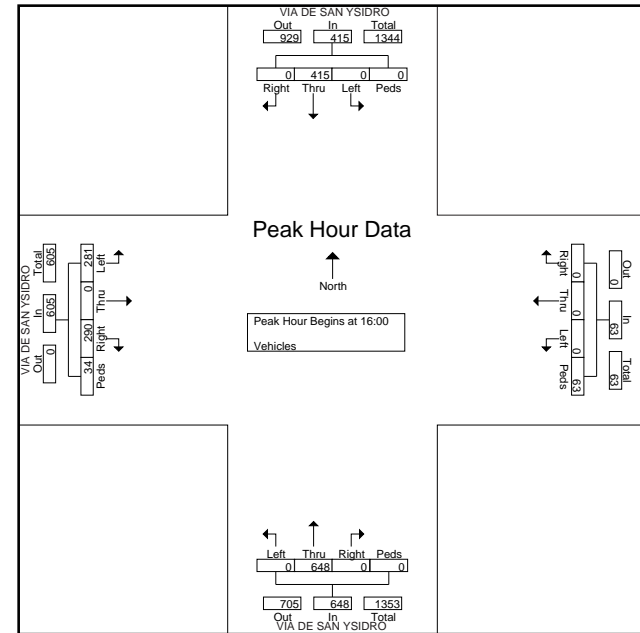 VIA DE SAN YSIDRO
Out In Total
929 415 1344
0 415 0 0
Right Thru Left Peds
Peak Hour Data
North
Peak Hour Begins at 16:00
Vehicles
VIA DE SAN YSIDRO
Out In Total
0 605 605
34 290 0 281
Peds Right Thru Left
Right Thru Left Peds
0 0 0 63
Out In Total
0 63 63
Left Thru Right Peds
0 648 0 0
705 648 1353
Out In Total
VIA DE SAN YSIDRO